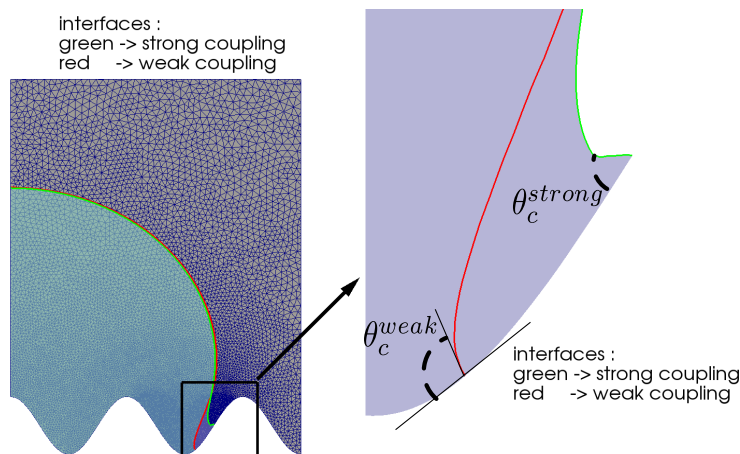 interfaces :
green -> strong coupling
red -> weak coupling
θ_c^{strong}
θ_c^{weak}
interfaces :
green -> strong coupling
red -> weak coupling